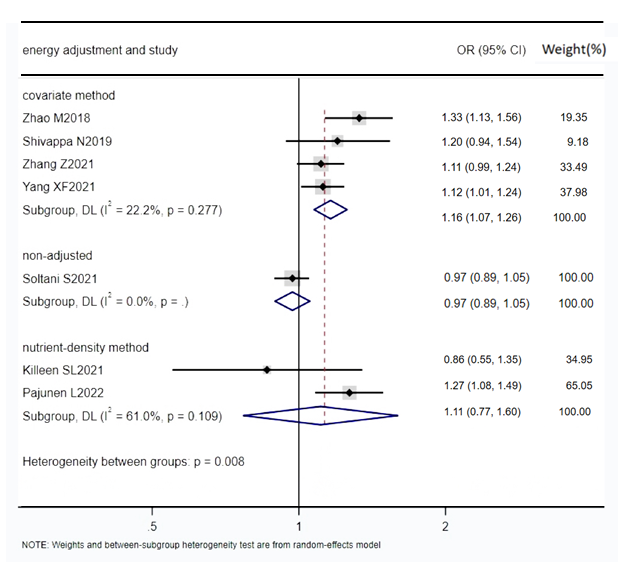 energy adjustment and study OR (95% CI) Weight(%)
covariate method
Zhao M2018 1.33 (1.13, 1.56) 19.35
Shivappa N2019 1.20 (0.94, 1.54) 9.18
Zhang Z2021 1.11 (0.99, 1.24) 33.49
Yang XF2021 1.12 (1.01, 1.24) 37.98
Subgroup, DL (I² = 22.2%, p = 0.277) 1.16 (1.07, 1.26) 100.00
non-adjusted
Soltani S2021 0.97 (0.89, 1.05) 100.00
Subgroup, DL (I² = 0.0%, p = .) 0.97 (0.89, 1.05) 100.00
nutrient-density method
Killeen SL2021 0.86 (0.55, 1.35) 34.95
Pajunen L2022 1.27 (1.08, 1.49) 65.05
Subgroup, DL (I² = 61.0%, p = 0.109) 1.11 (0.77, 1.60) 100.00
Heterogeneity between groups: p = 0.008
.5 1 2
NOTE: Weights and between-subgroup heterogeneity test are from random-effects model